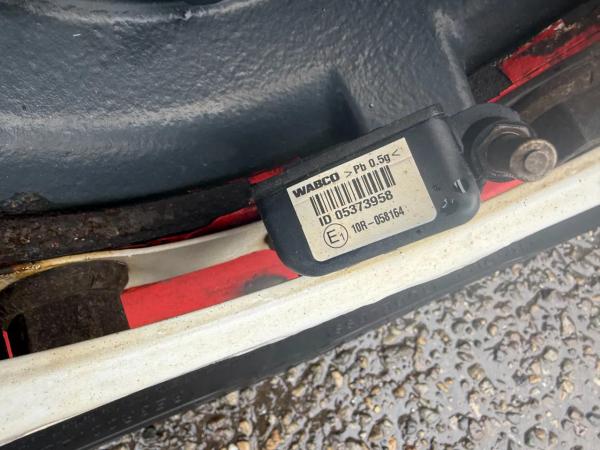 WABCO >Pb 0.5g<
ID 05373958
E1 10R-058164